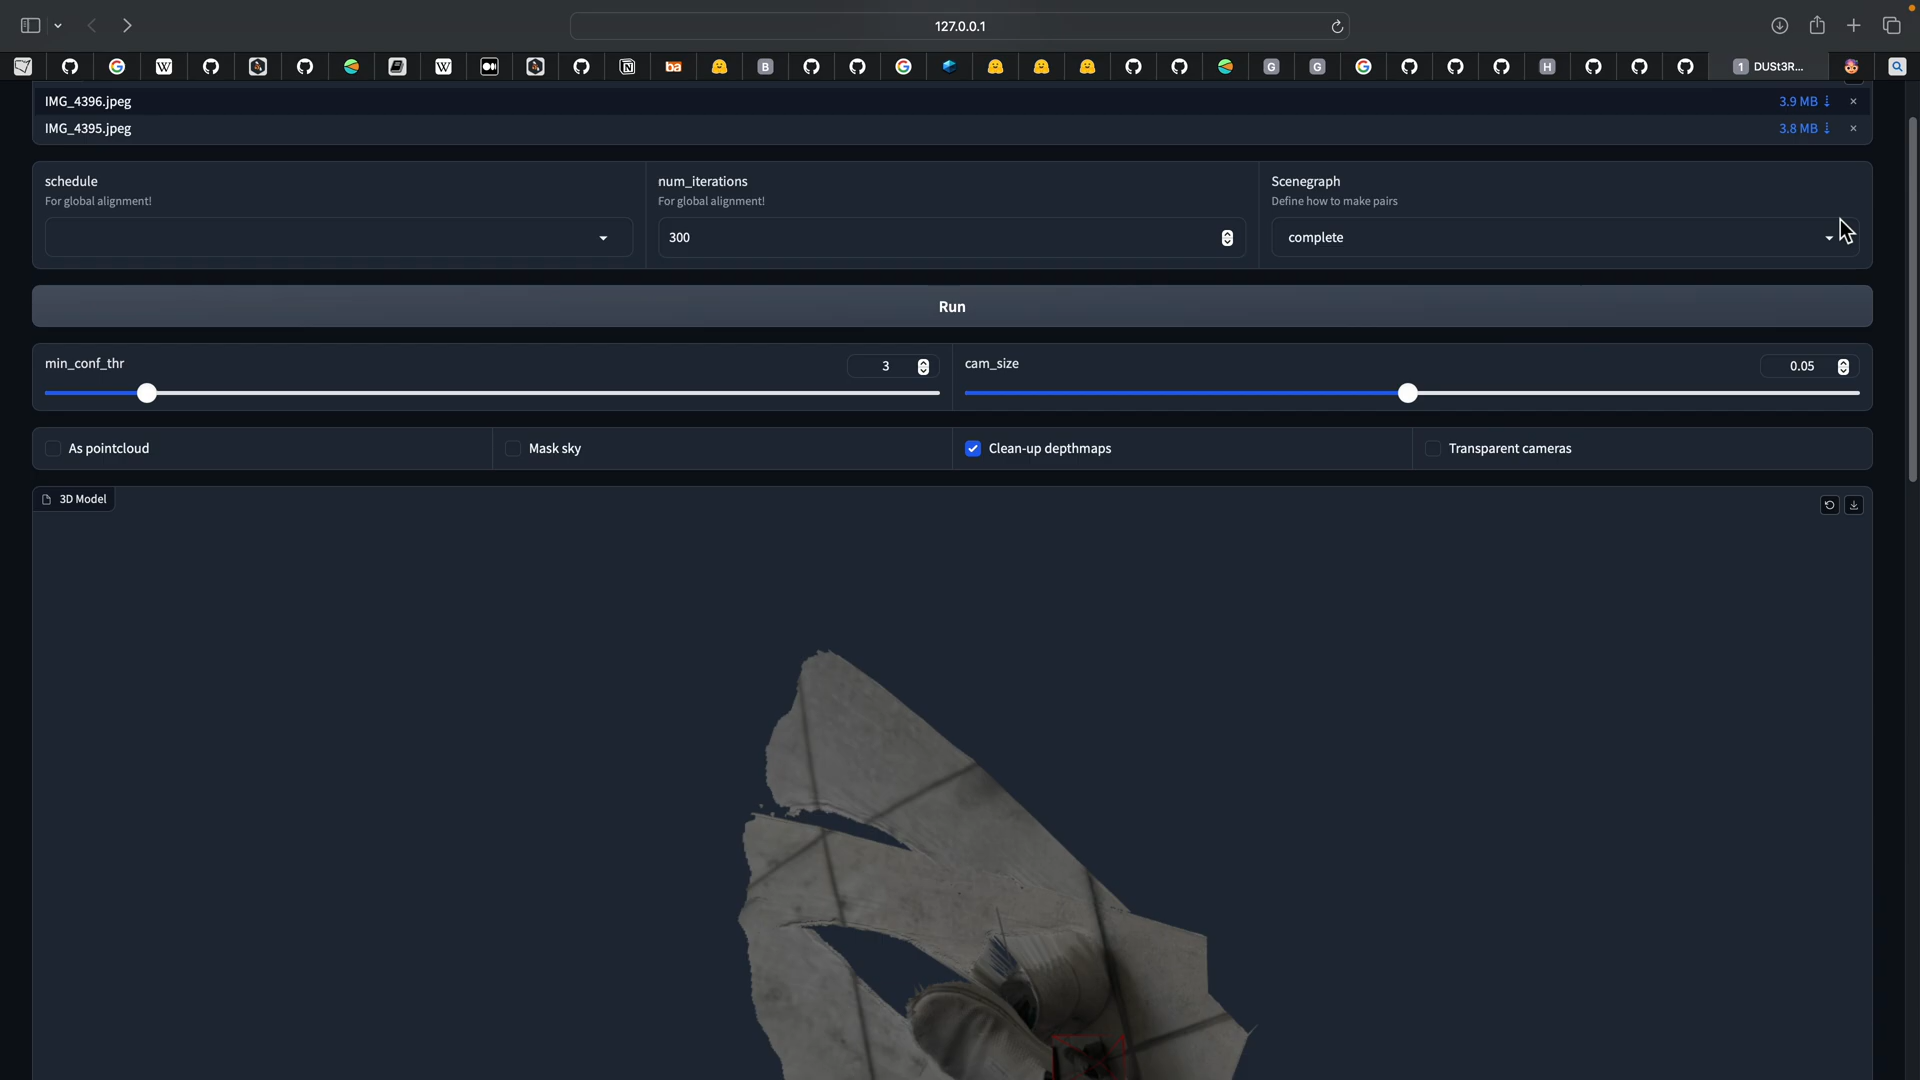 127.0.0.1
1 DUSt3R...
IMG_4396.jpeg 3.9 MB ⇣ ×
IMG_4395.jpeg 3.8 MB ⇣ ×
schedule
For global alignment!
num_iterations
For global alignment!
300
Scenegraph
Define how to make pairs
complete
Run
min_conf_thr 3
cam_size 0.05
As pointcloud
Mask sky
Clean-up depthmaps
Transparent cameras
3D Model